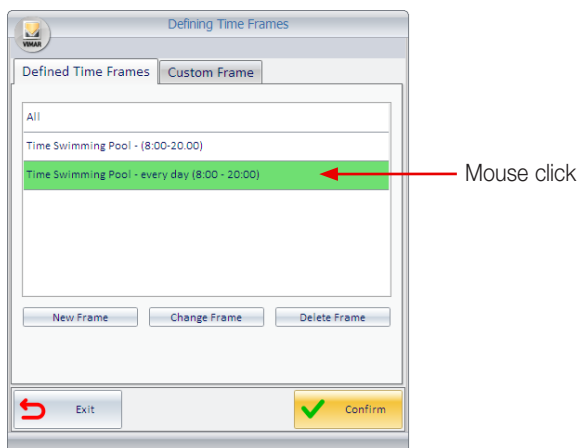 Defining Time Frames
VIMAR
Defined Time Frames Custom Frame
All
Time Swimming Pool - (8:00-20.00)
Time Swimming Pool - every day (8:00 - 20:00)
Mouse click
New Frame Change Frame Delete Frame
Exit Confirm